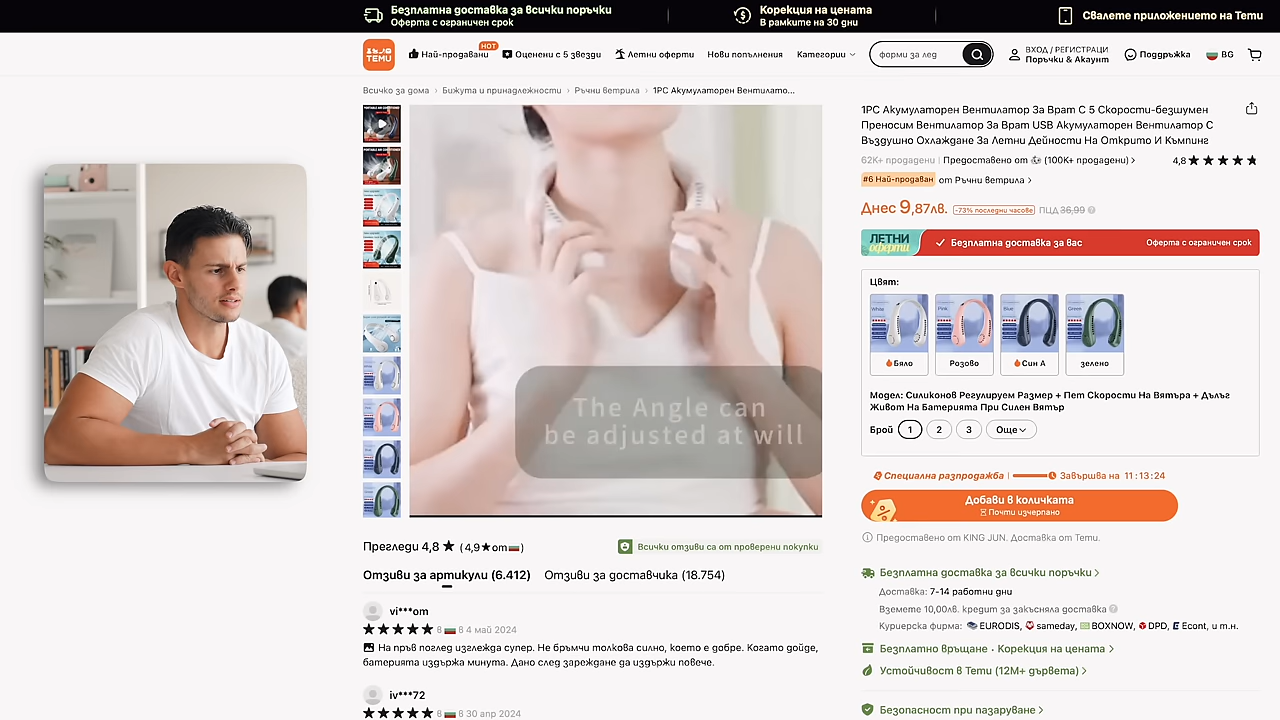 Безплатна доставка за всички поръчки
Оферта с ограничен срок
Корекция на цената
В рамките на 30 дни
Свалете приложението на Temu
TEMU
Най-продавани
HOT
Оценени с 5 звезди
Летни оферти
Нови попълнения
Категории
форми за лед
ВХОД / РЕГИСТРАЦИ
Поръчки & Акаунт
Поддръжка
BG
Всичко за дома › Бижута и принадлежности › Ръчни ветрила › 1PC Акумулаторен Вентилато...
The Angle can
be adjusted at will
1PC Акумулаторен Вентилатор За Врат-5 Скорости-безшумен
Преносим Вентилатор За Врат USB Акумулаторен Вентилатор С
Въздушно Охлаждане За Летни Дейности На Открито И Къмпинг
62K+ продадени | Предоставено от (100K+ продадени) ›
4,8
#6 Най-продаван от Ръчни ветрила ›
Днес 9,87лв. -73% последни часове ПЦД 36,99
ЛЕТНИ
оферти
Безплатна доставка за вас
Оферта с ограничен срок
Цвят:
White
Pink
Blue
Green
Бяло
Розово
Син А
зелено
Модел: Силиконов Регулируем Размер + Пет Скорости На Вятъра + Дълъг
Живот На Батерията При Силен Вятър
Брой 1 2 3 Още
Специална разпродажба
Завършва на 11:13:24
Добави в количката
Почти изчерпано
Предоставено от KING JUN. Доставка от Temu.
Безплатна доставка за всички поръчки ›
Доставка: 7-14 работни дни
Вземете 10,00лв. кредит за закъсняла доставка
Куриерска фирма: EURODIS, sameday, BOXNOW, DPD, Econt, и т.н.
Безплатно връщане · Корекция на цената ›
Устойчивост в Temu (12M+ дървета) ›
Безопасност при пазаруване ›
Прегледи 4,8 ★ (4,9★от)
Всички отзиви са от проверени покупки
Отзиви за артикули (6.412)
Отзиви за доставчика (18.754)
vi***om
★★★★★ в в 4 май 2024
На пръв поглед изглежда супер. Не бръмчи толкова силно, което е добре. Когато дойде,
батерията издържа минута. Дано след зареждане да издържи повече.
iv***72
★★★★★ в в 30 апр 2024